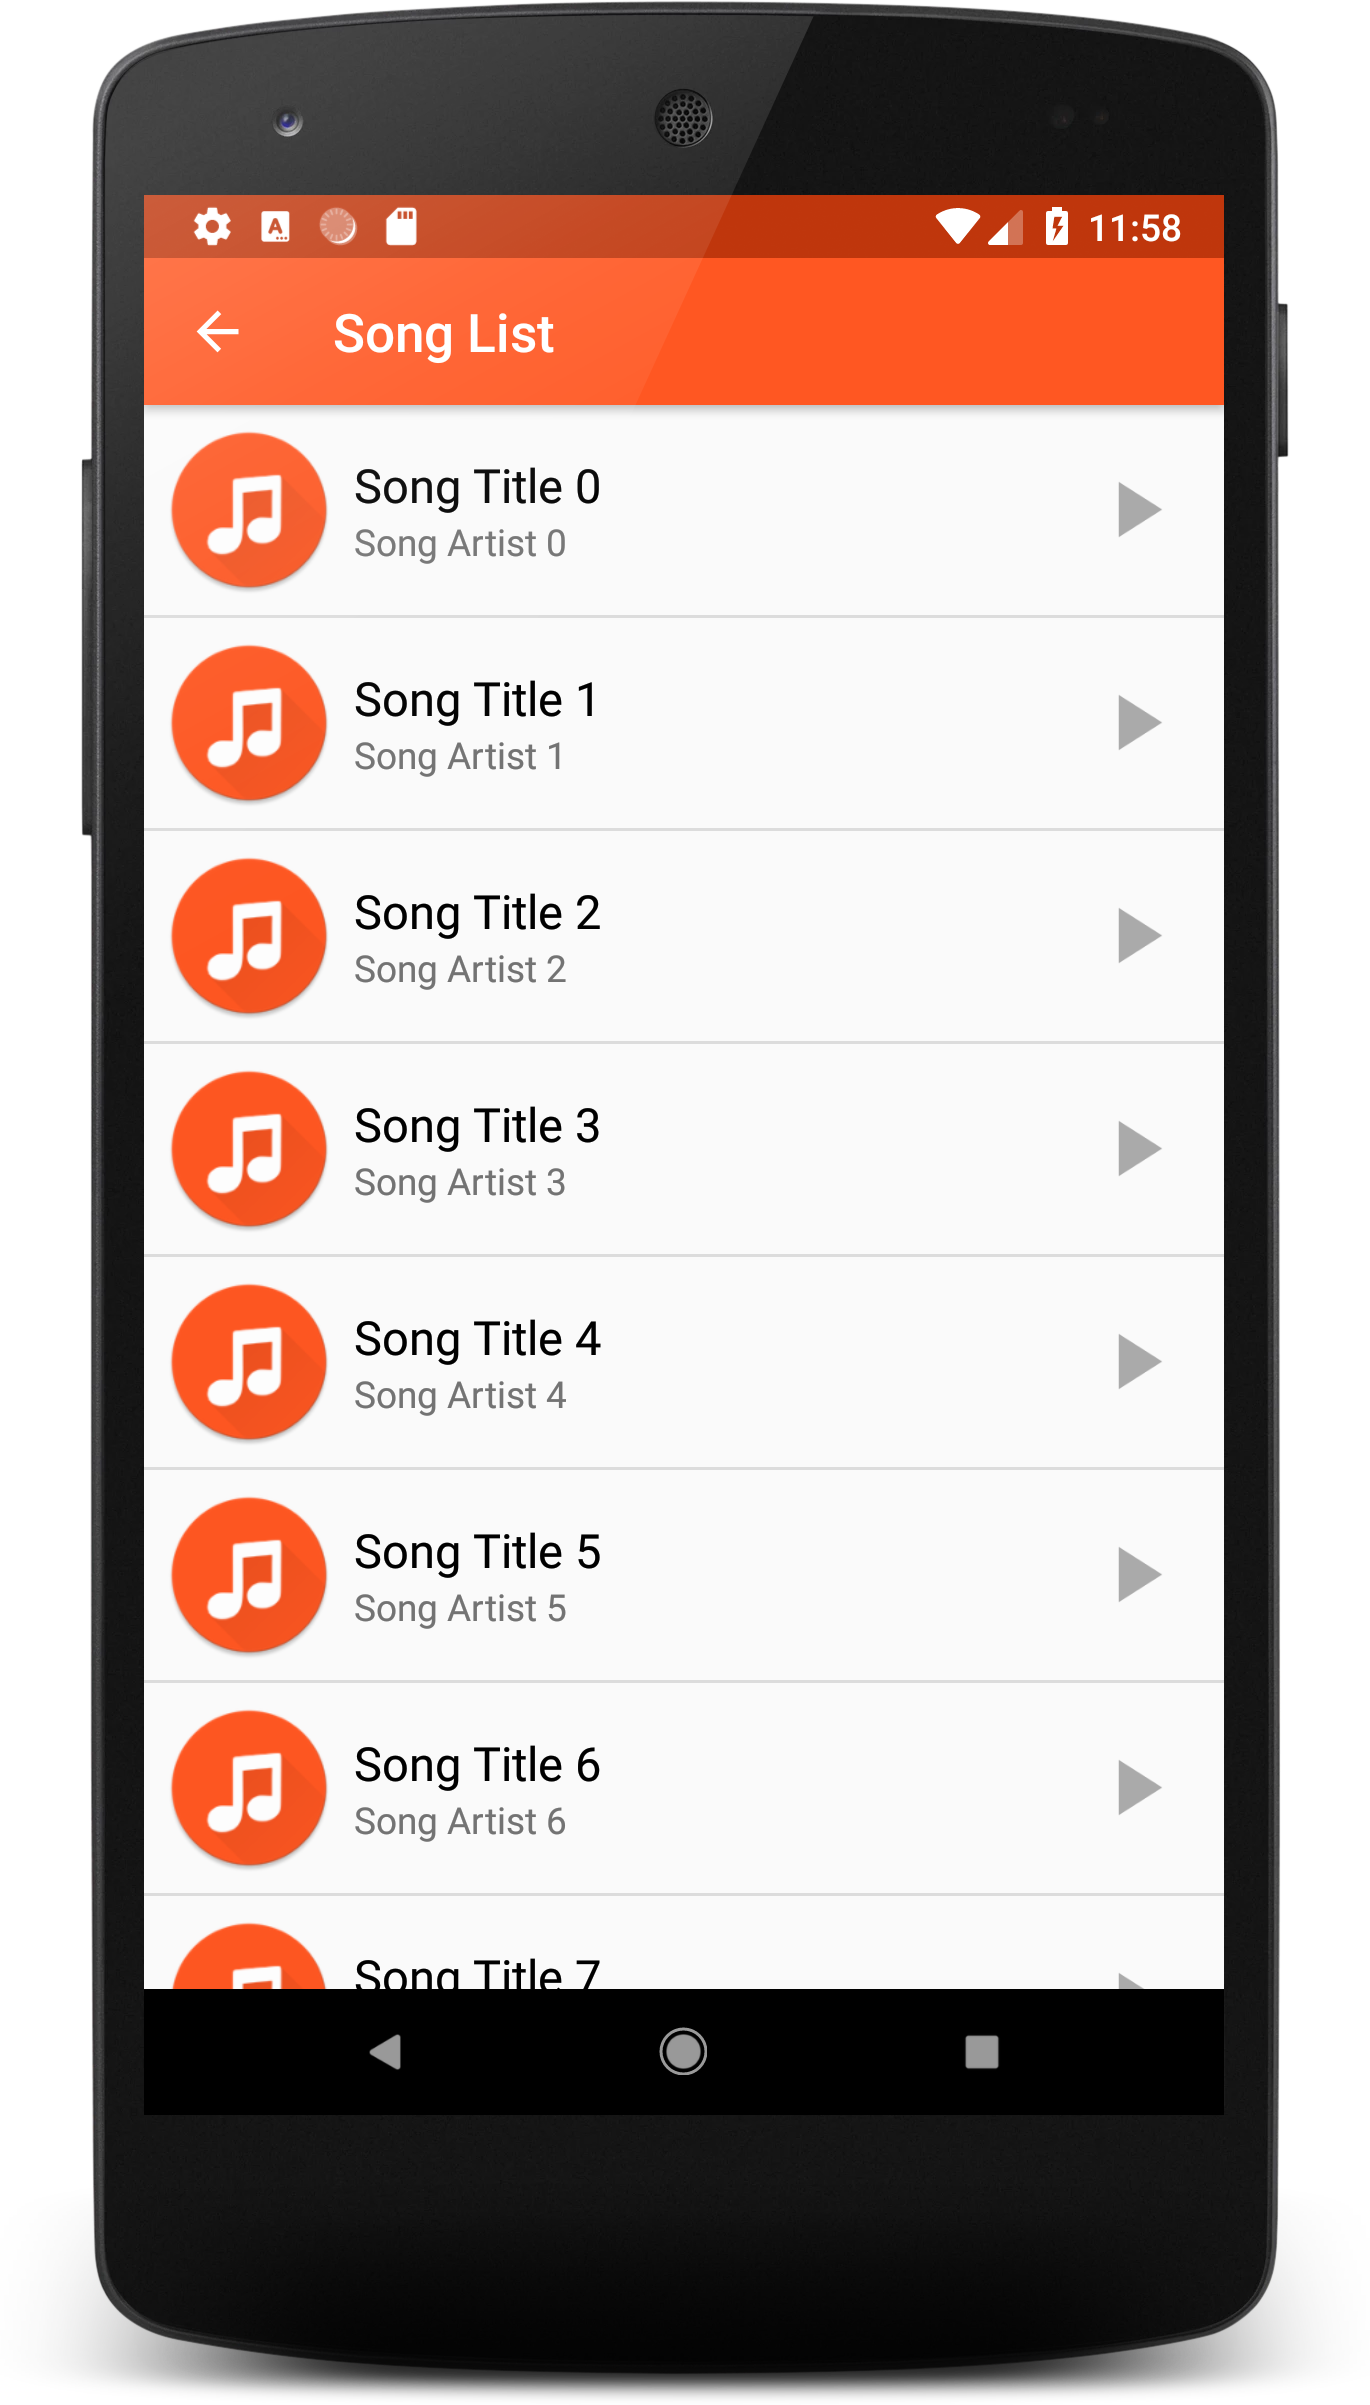 11:58
Song List
Song Title 0
Song Artist 0
Song Title 1
Song Artist 1
Song Title 2
Song Artist 2
Song Title 3
Song Artist 3
Song Title 4
Song Artist 4
Song Title 5
Song Artist 5
Song Title 6
Song Artist 6
Song Title 7